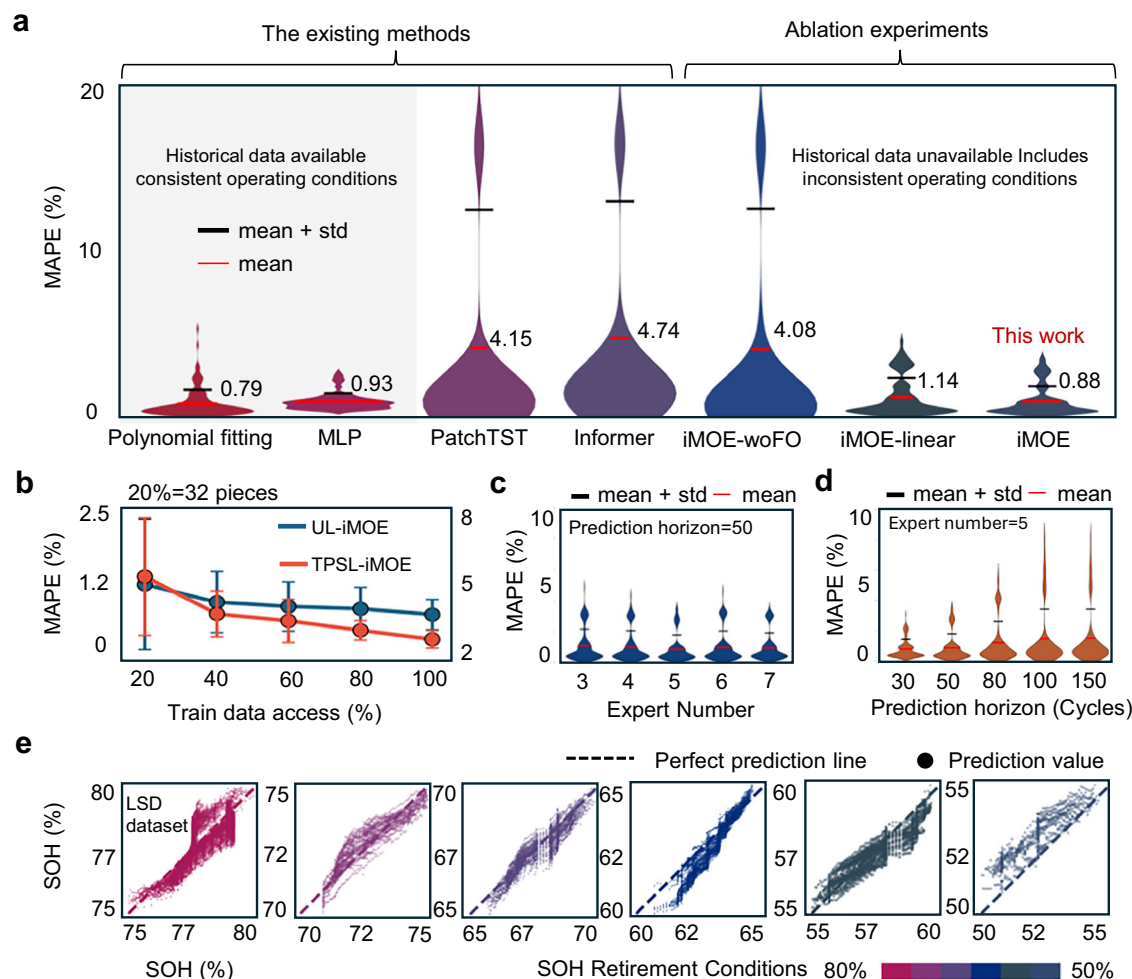 a
The existing methods
Ablation experiments
MAPE (%)
20
10
0
Historical data available
consistent operating conditions
mean + std
mean
Historical data unavailable Includes
inconsistent operating conditions
This work
0.79
0.93
4.15
4.74
4.08
1.14
0.88
Polynomial fitting
MLP
PatchTST
Informer
iMOE-woFO
iMOE-linear
iMOE
b
20%=32 pieces
MAPE (%)
2.5
1.2
0
UL-iMOE
TPSL-iMOE
8
5
2
20 40 60 80 100
Train data access (%)
c
mean + std mean
MAPE (%)
10
5
0
Prediction horizon=50
3 4 5 6 7
Expert Number
d
mean + std mean
MAPE (%)
10
5
0
Expert number=5
30 50 80 100 150
Prediction horizon (Cycles)
e
Perfect prediction line
Prediction value
SOH (%)
80
77
75
LSD
dataset
75 77 80
75
72
70
70 72 75
70
67
65
65 67 70
65
62
60
60 62 65
60
57
55
55 57 60
55
52
50
50 52 55
SOH (%)
SOH Retirement Conditions
80%
50%